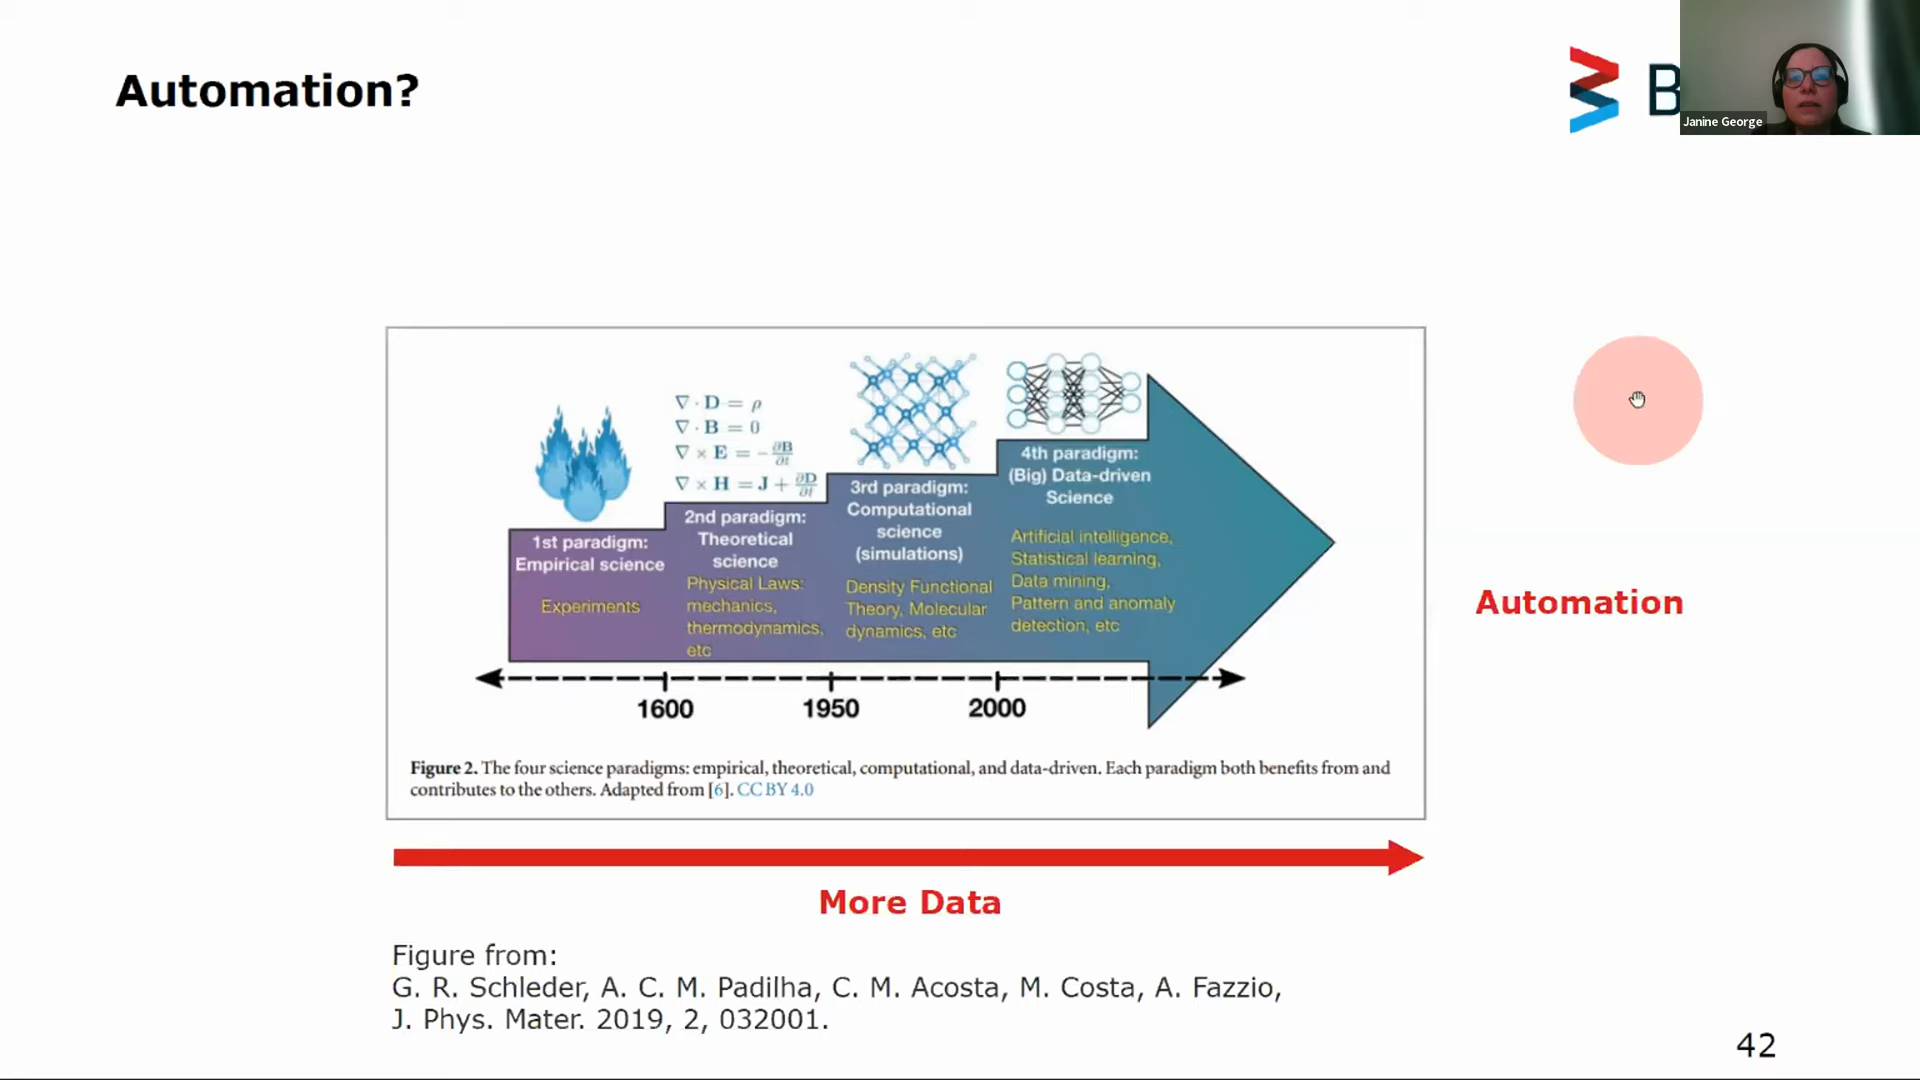 Automation?
B
Janine George
∇ · D = ρ
∇ · B = 0
∇ × E = -∂B/∂t
∇ × H = J + ∂D/∂t
1st paradigm:
Empirical science
Experiments
2nd paradigm:
Theoretical
science
Physical Laws:
mechanics,
thermodynamics,
etc
3rd paradigm:
Computational
science
(simulations)
Density Functional
Theory, Molecular
dynamics, etc
4th paradigm:
(Big) Data-driven
Science
Artificial intelligence,
Statistical learning,
Data mining,
Pattern and anomaly
detection, etc
1600 1950 2000
Automation
Figure 2. The four science paradigms: empirical, theoretical, computational, and data-driven. Each paradigm both benefits from and
contributes to the others. Adapted from [6]. CC BY 4.0
More Data
Figure from:
G. R. Schleder, A. C. M. Padilha, C. M. Acosta, M. Costa, A. Fazzio,
J. Phys. Mater. 2019, 2, 032001.
42